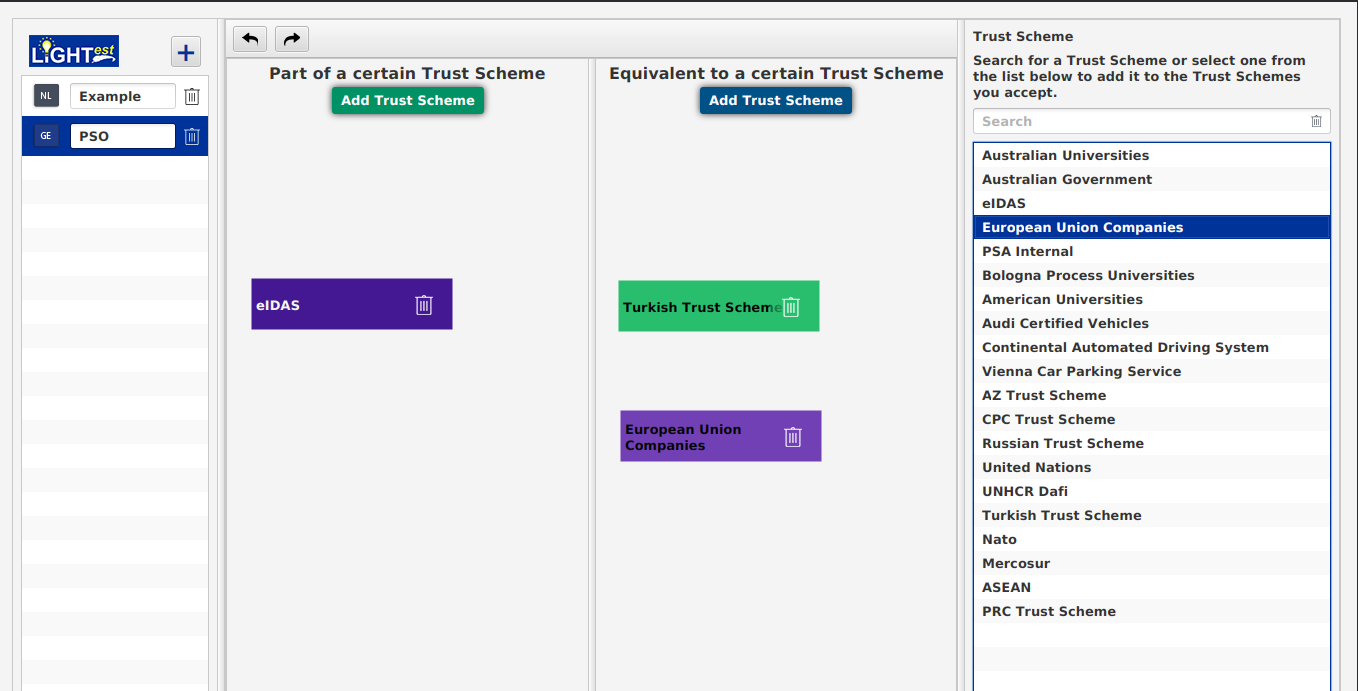 LiGHTest
NL
Example
GE
PSO
Part of a certain Trust Scheme
Add Trust Scheme
eIDAS
Equivalent to a certain Trust Scheme
Add Trust Scheme
Turkish Trust Scheme
European Union
Companies
Trust Scheme
Search for a Trust Scheme or select one from
the list below to add it to the Trust Schemes
you accept.
Search
Australian Universities
Australian Government
eIDAS
European Union Companies
PSA Internal
Bologna Process Universities
American Universities
Audi Certified Vehicles
Continental Automated Driving System
Vienna Car Parking Service
AZ Trust Scheme
CPC Trust Scheme
Russian Trust Scheme
United Nations
UNHCR Dafi
Turkish Trust Scheme
Nato
Mercosur
ASEAN
PRC Trust Scheme